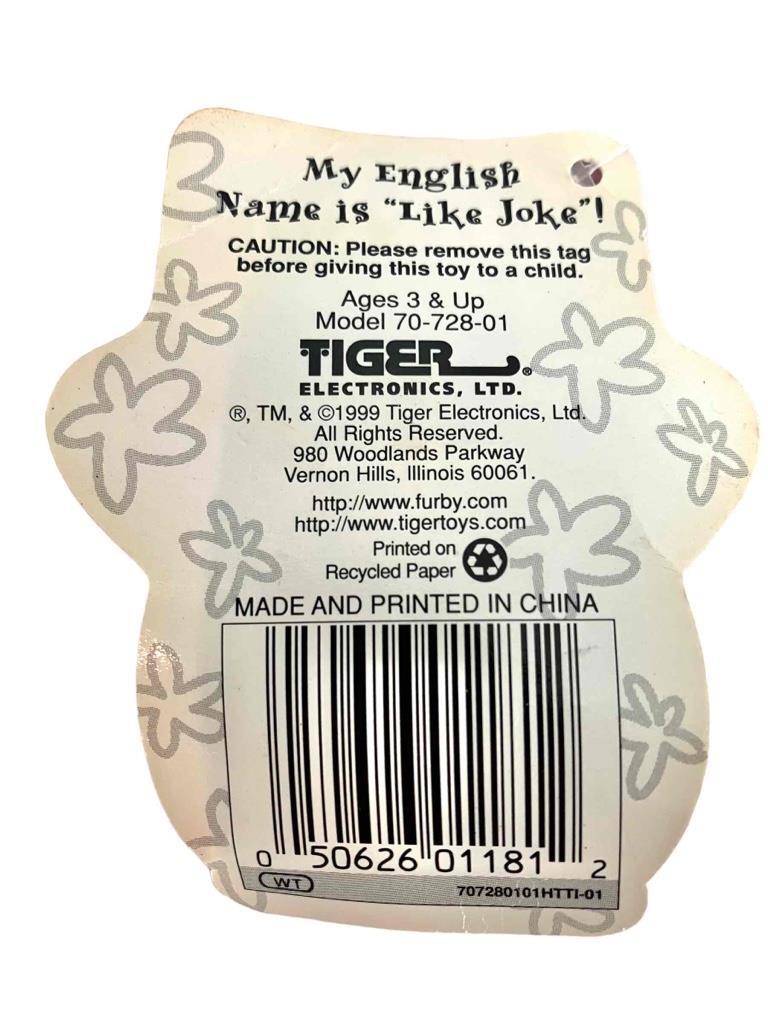 My English
Name is "Like Joke"!
CAUTION: Please remove this tag
before giving this toy to a child.
Ages 3 & Up
Model 70-728-01
TIGER®
ELECTRONICS, LTD.
®, TM, & ©1999 Tiger Electronics, Ltd.
All Rights Reserved.
980 Woodlands Parkway
Vernon Hills, Illinois 60061.
http://www.furby.com
http://www.tigertoys.com
Printed on
Recycled Paper
MADE AND PRINTED IN CHINA
0 50626 01181 2
WT 707280101HTTI-01